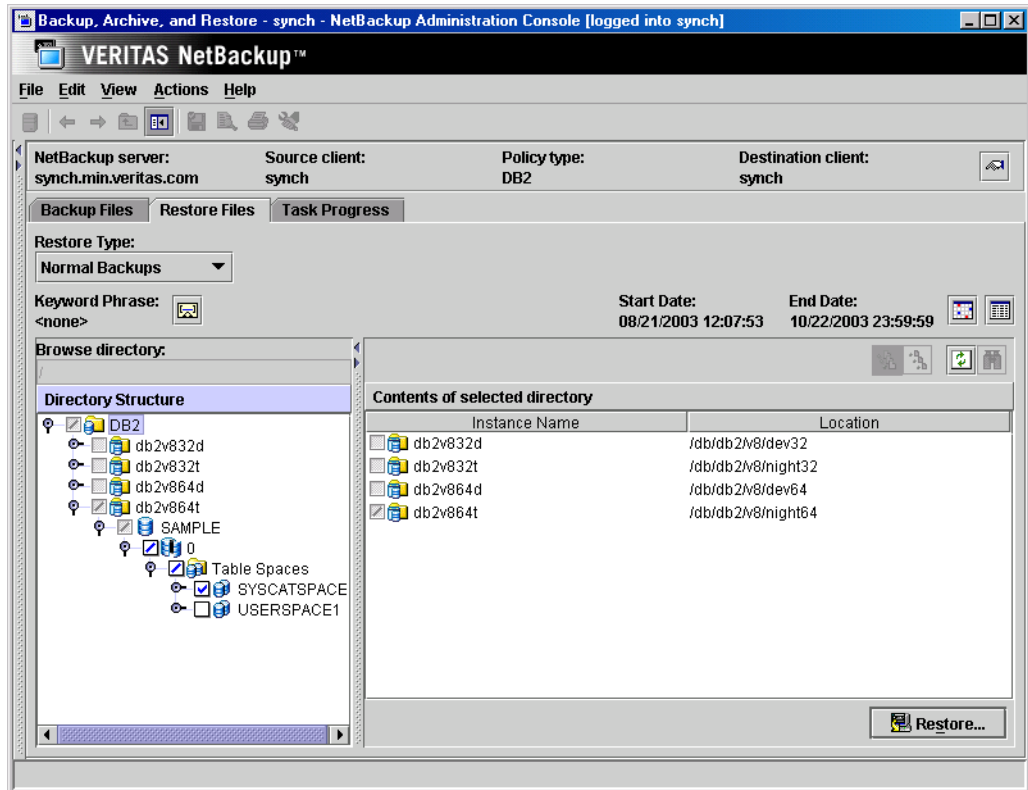 Backup, Archive, and Restore - synch - NetBackup Administration Console [logged into synch]
VERITAS NetBackup™
File Edit View Actions Help
NetBackup server: Source client: Policy type: Destination client:
synch.min.veritas.com synch DB2 synch
Backup Files Restore Files Task Progress
Restore Type:
Normal Backups
Keyword Phrase: Start Date: End Date:
<none> 08/21/2003 12:07:53 10/22/2003 23:59:59
Browse directory:
/
Directory Structure
DB2
db2v832d
db2v832t
db2v864d
db2v864t
SAMPLE
0
Table Spaces
SYSCATSPACE
USERSPACE1
Contents of selected directory
Instance Name Location
db2v832d /db/db2/v8/dev32
db2v832t /db/db2/v8/night32
db2v864d /db/db2/v8/dev64
db2v864t /db/db2/v8/night64
Restore...